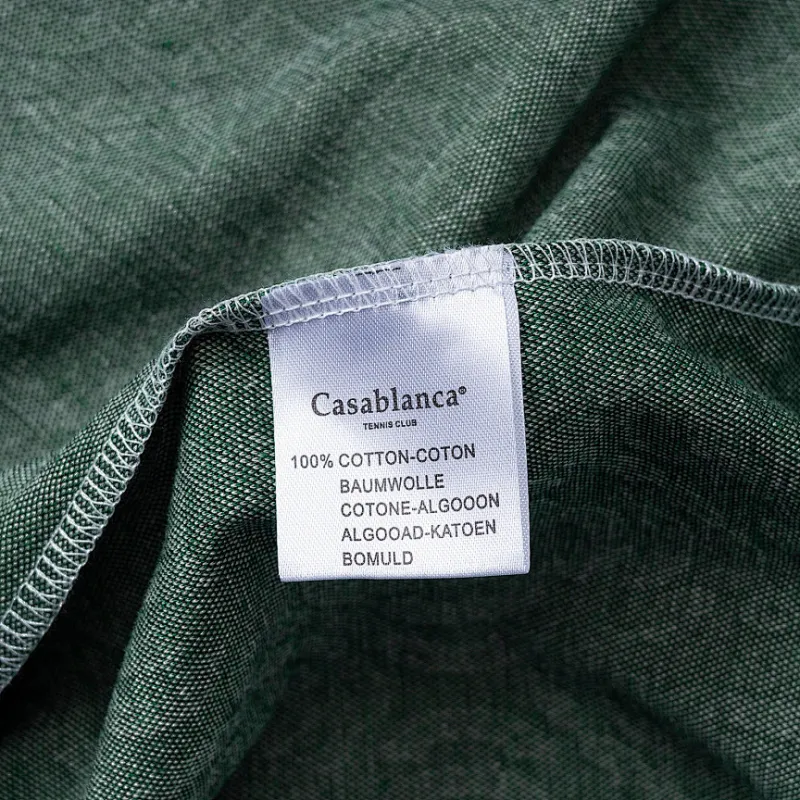 Casablanca®
TENNIS CLUB
100% COTTON-COTON
BAUMWOLLE
COTONE-ALGOOON
ALGOOAD-KATOEN
BOMULD